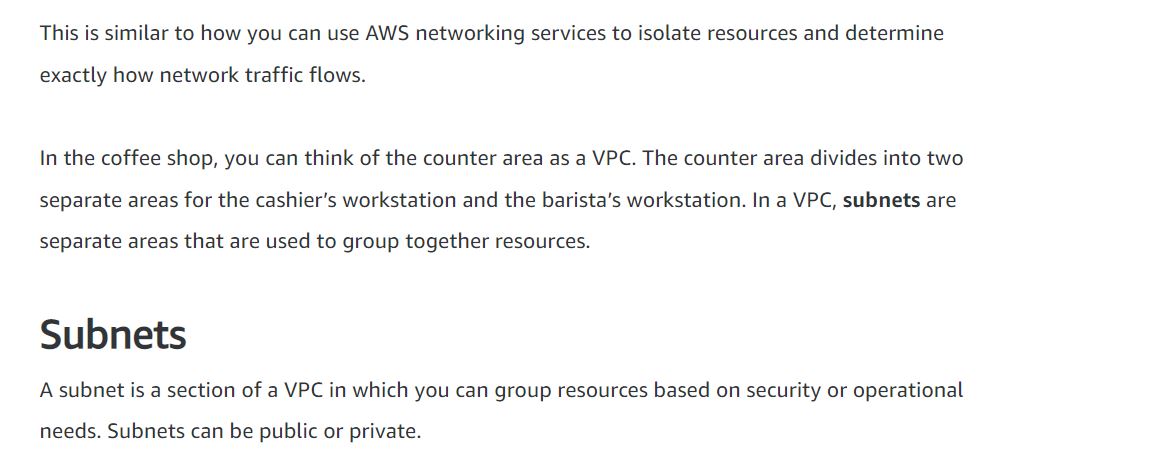 This is similar to how you can use AWS networking services to isolate resources and determine
exactly how network traffic flows.
In the coffee shop, you can think of the counter area as a VPC. The counter area divides into two
separate areas for the cashier’s workstation and the barista’s workstation. In a VPC, subnets are
separate areas that are used to group together resources.
Subnets
A subnet is a section of a VPC in which you can group resources based on security or operational
needs. Subnets can be public or private.